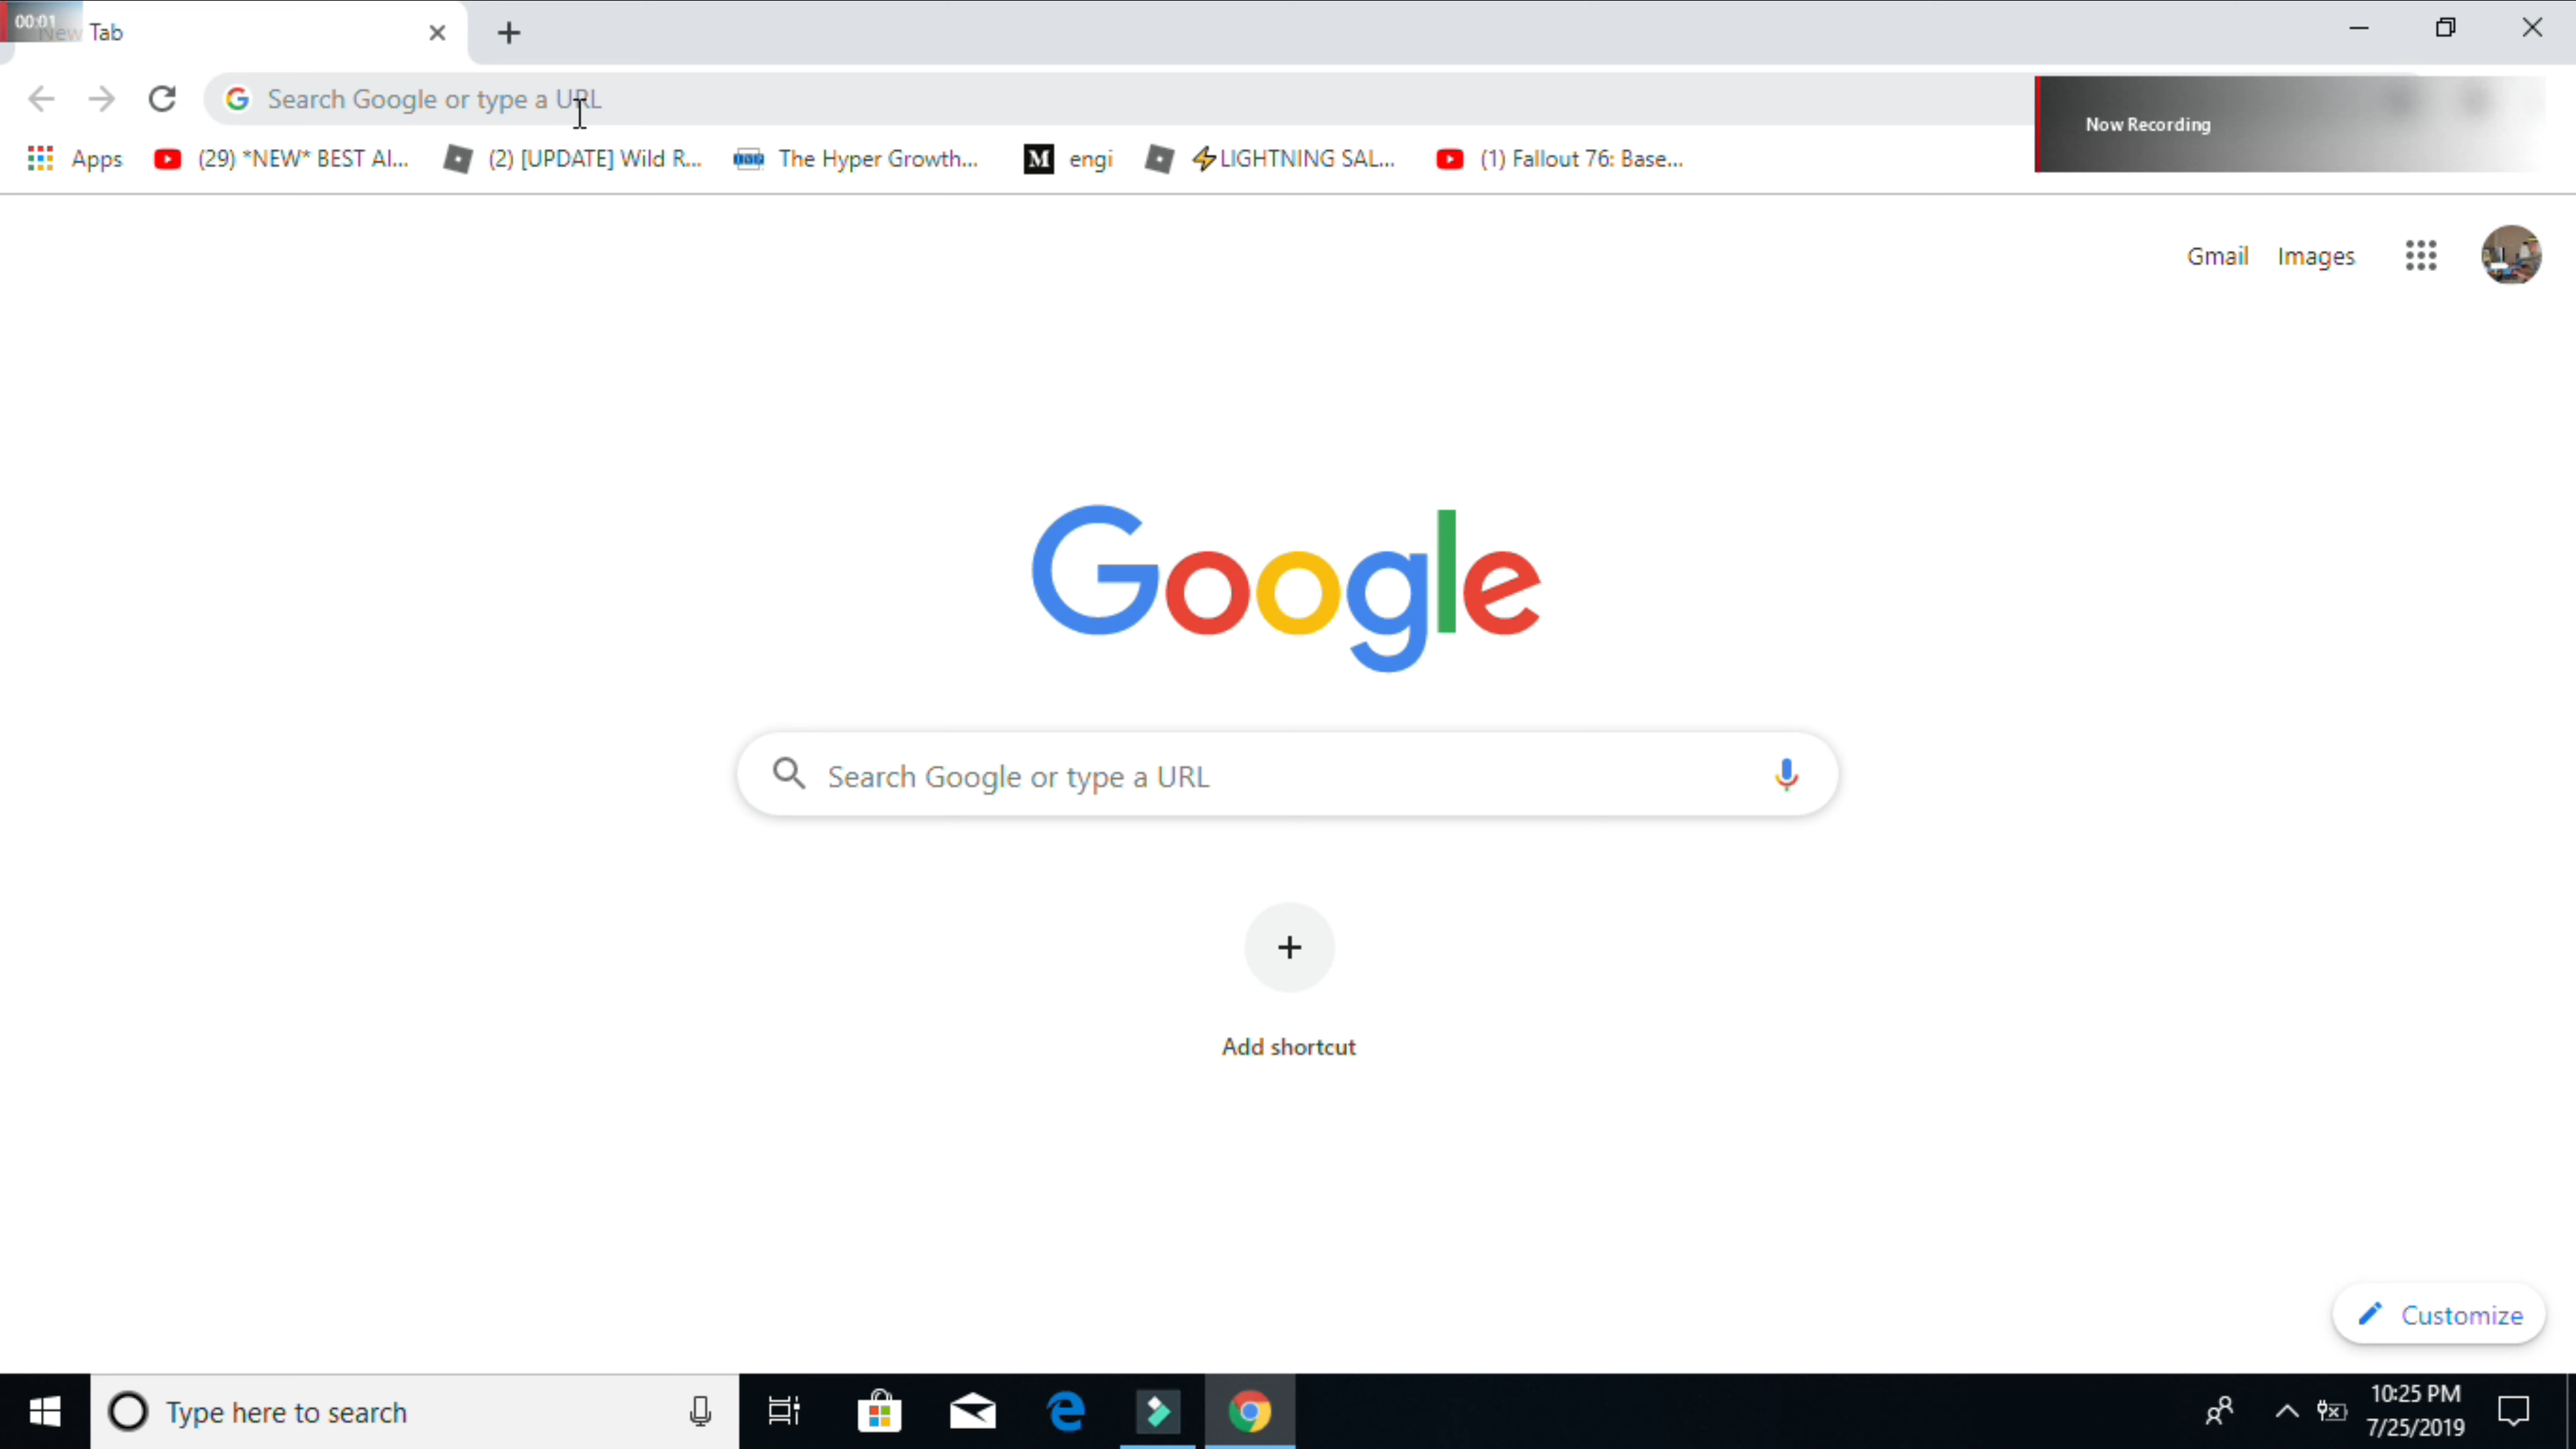 00:01
New Tab
Search Google or type a URL
Now Recording
Apps
(29) *NEW* BEST AI...
(2) [UPDATE] Wild R...
The Hyper Growth...
M engi
⚡LIGHTNING SAL...
(1) Fallout 76: Base...
Gmail Images
Google
Search Google or type a URL
Add shortcut
Customize
Type here to search
10:25 PM
7/25/2019